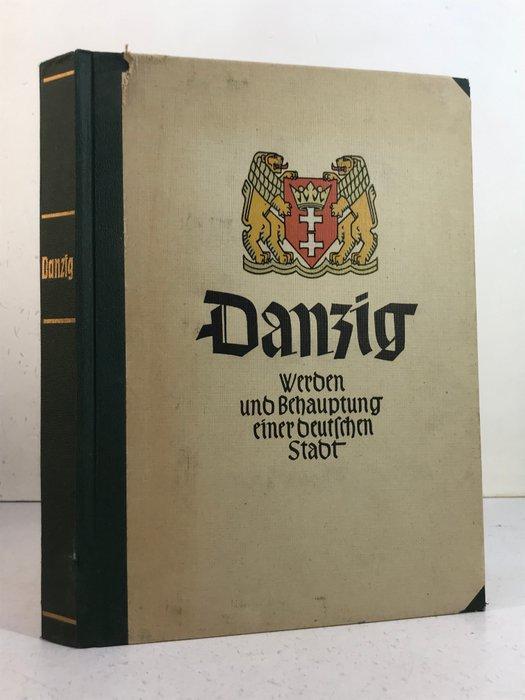 Danzig
Danzig
Werden
und Behauptung
einer deutſchen
Stadt